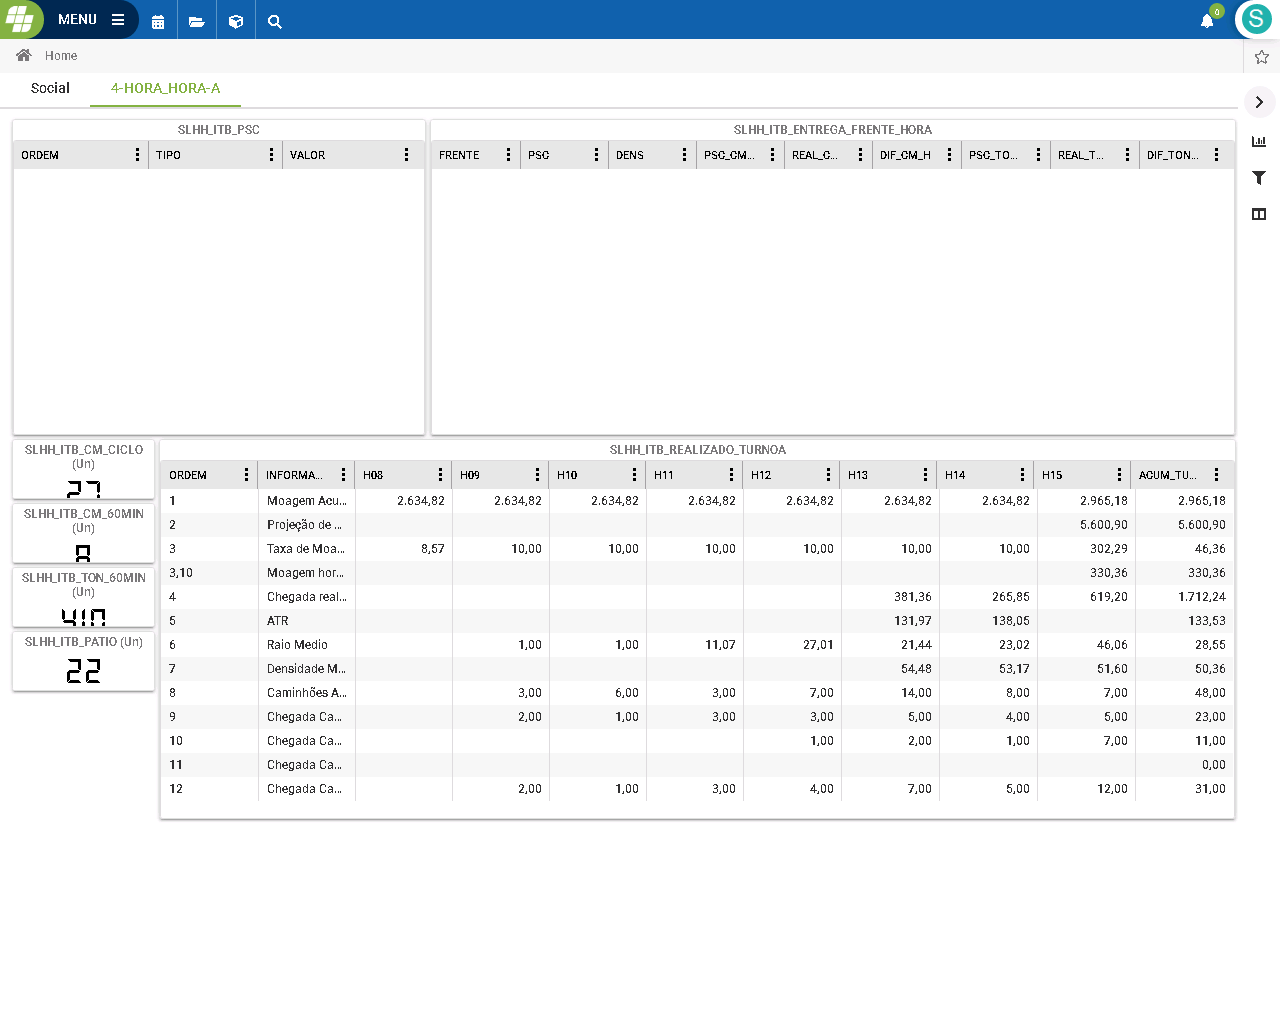 MENU
0
S
Home
Social 4-HORA_HORA-A
SLHH_ITB_PSC
ORDEM TIPO VALOR
SLHH_ITB_ENTREGA_FRENTE_HORA
FRENTE PSC DENS PSC_CM... REAL_C... DIF_CM_H PSC_TO... REAL_T... DIF_TON...
SLHH_ITB_CM_CICLO
(Un)
27
SLHH_ITB_CM_60MIN
(Un)
SLHH_ITB_TON_60MIN
(Un)
410
SLHH_ITB_PATIO (Un)
22
SLHH_ITB_REALIZADO_TURNOA
ORDEM INFORMA... H08 H09 H10 H11 H12 H13 H14 H15 ACUM_TU...
1 Moagem Acu... 2.634,82 2.634,82 2.634,82 2.634,82 2.634,82 2.634,82 2.634,82 2.965,18 2.965,18
2 Projeção de ... 5.600,90 5.600,90
3 Taxa de Moa... 8,57 10,00 10,00 10,00 10,00 10,00 10,00 302,29 46,36
3,10 Moagem hor... 330,36 330,36
4 Chegada real... 381,36 265,85 619,20 1.712,24
5 ATR 131,97 138,05 133,53
6 Raio Medio 1,00 1,00 11,07 27,01 21,44 23,02 46,06 28,55
7 Densidade M... 54,48 53,17 51,60 50,36
8 Caminhões A... 3,00 6,00 3,00 7,00 14,00 8,00 7,00 48,00
9 Chegada Ca... 2,00 1,00 3,00 3,00 5,00 4,00 5,00 23,00
10 Chegada Ca... 1,00 2,00 1,00 7,00 11,00
11 Chegada Ca... 0,00
12 Chegada Ca... 2,00 1,00 3,00 4,00 7,00 5,00 12,00 31,00